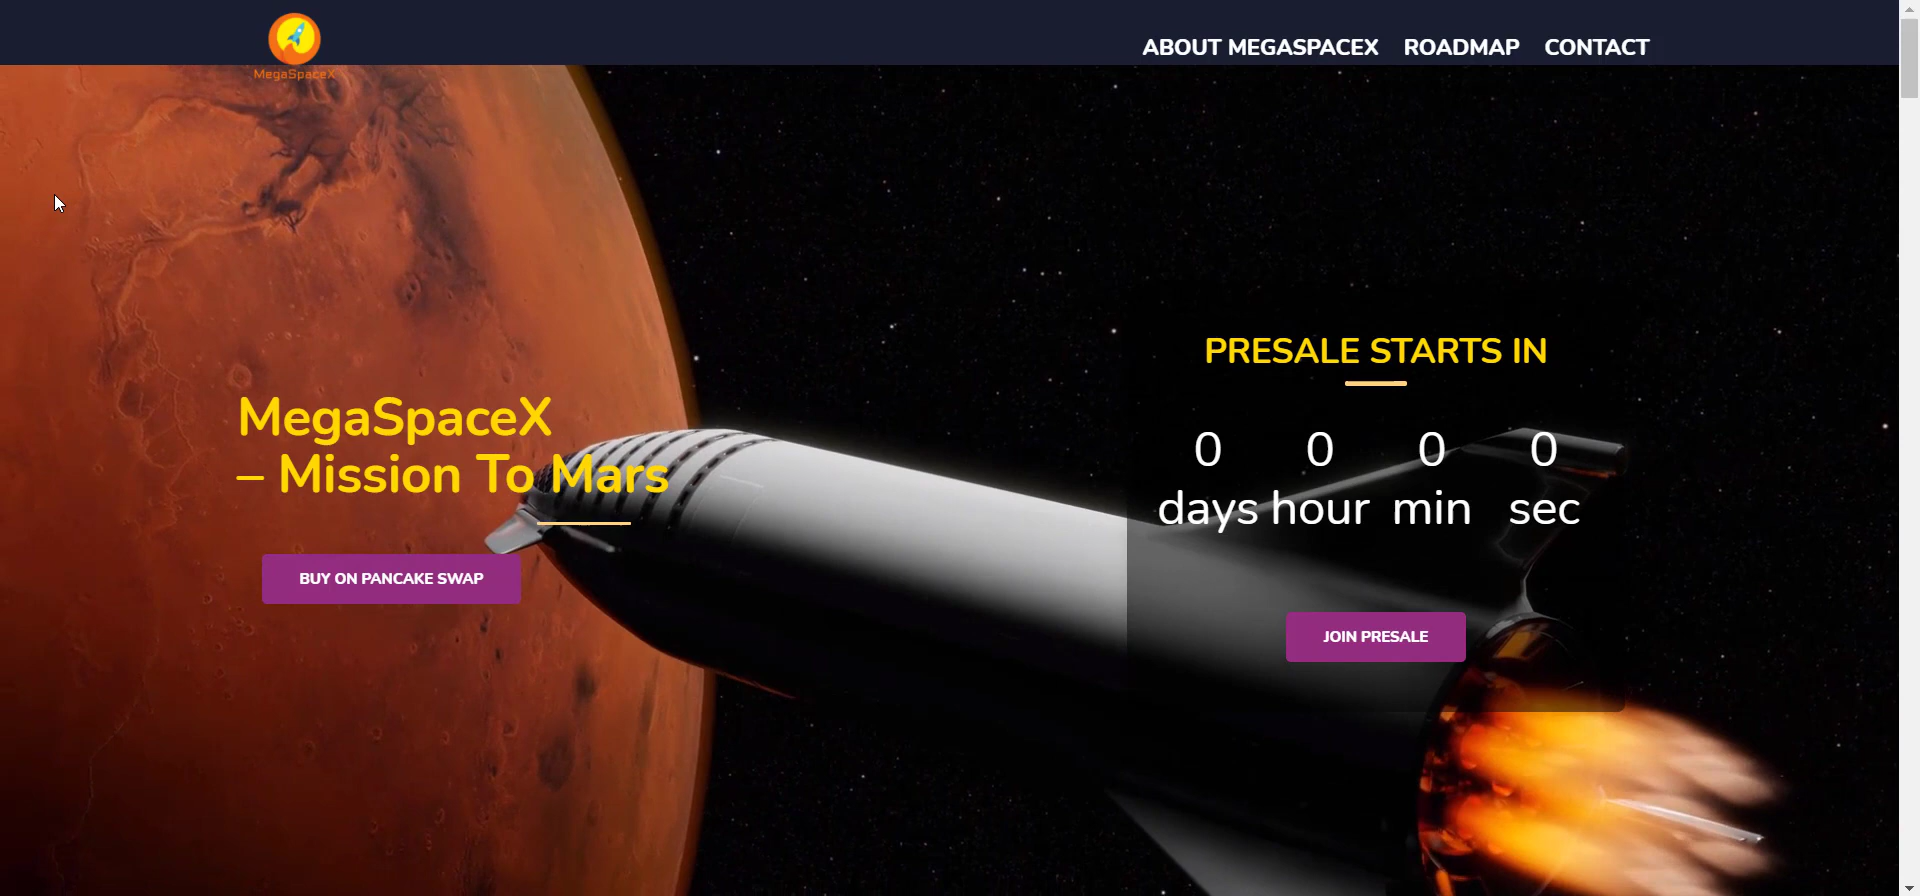 MegaSpaceX
ABOUT MEGASPACEX ROADMAP CONTACT
MegaSpaceX
– Mission To Mars
BUY ON PANCAKE SWAP
PRESALE STARTS IN
0 0 0 0
days hour min sec
JOIN PRESALE